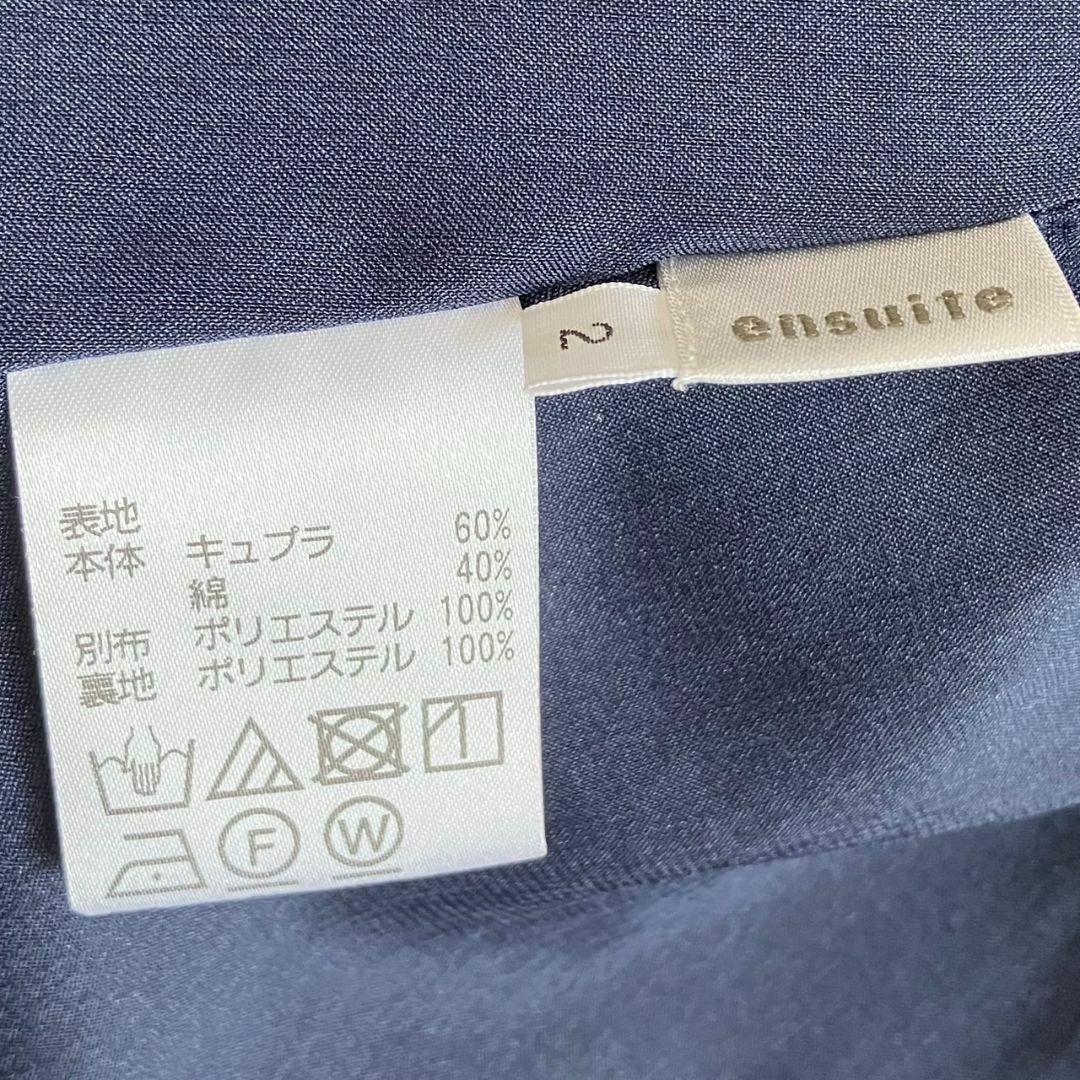 ensuite
2
表地
本体 キュプラ 60%
綿 40%
別布 ポリエステル 100%
裏地 ポリエステル 100%
F W